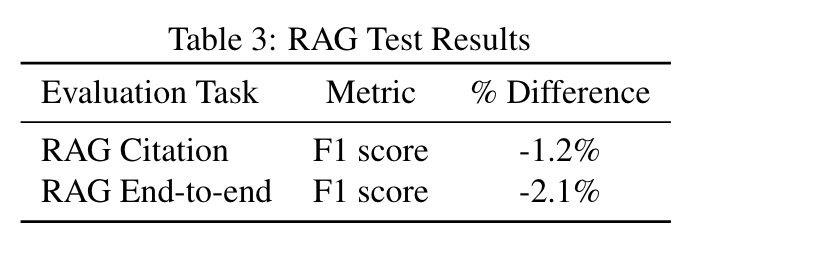 Table 3: RAG Test Results
Evaluation Task Metric % Difference
RAG Citation F1 score -1.2%
RAG End-to-end F1 score -2.1%